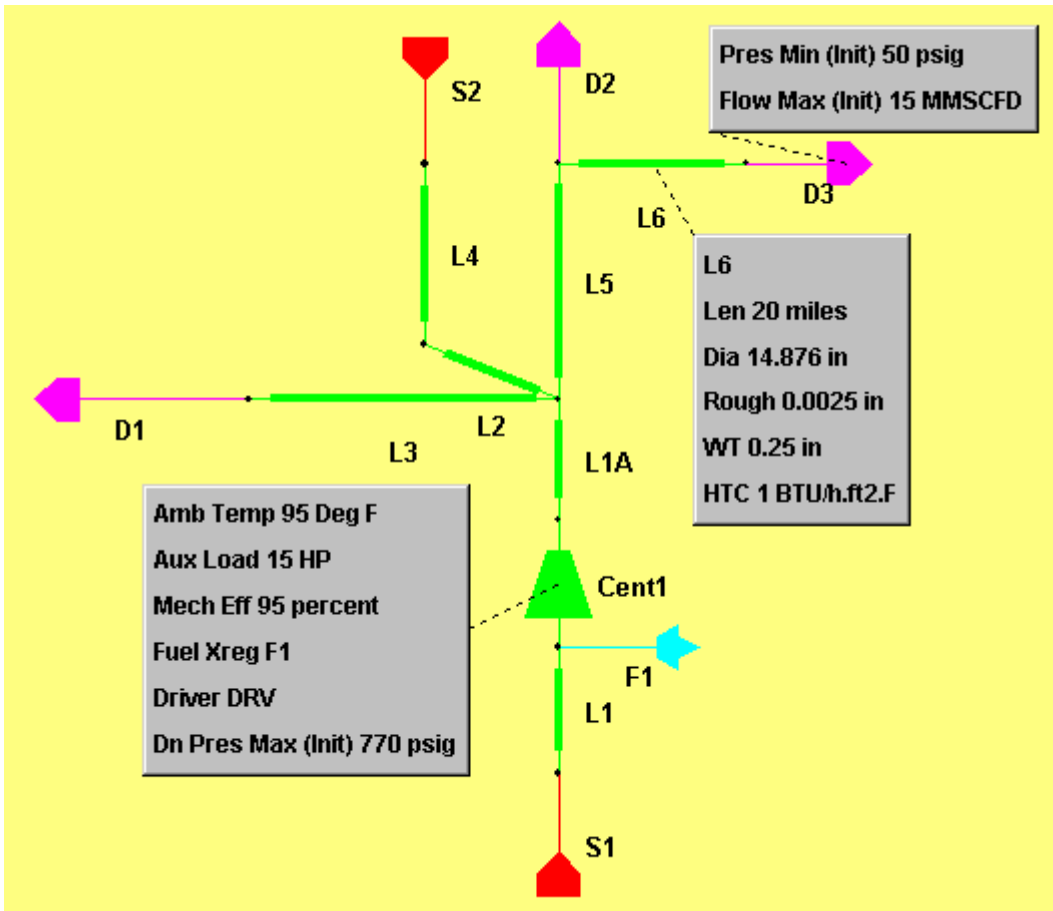 Pres Min (Init) 50 psig
Flow Max (Init) 15 MMSCFD
S2
D2
D3
L6
L4
L5
L6
Len 20 miles
Dia 14.876 in
Rough 0.0025 in
WT 0.25 in
HTC 1 BTU/h.ft2.F
D1
L2
L3
L1A
Amb Temp 95 Deg F
Aux Load 15 HP
Mech Eff 95 percent
Fuel Xreg F1
Driver DRV
Dn Pres Max (Init) 770 psig
Cent1
F1
L1
S1